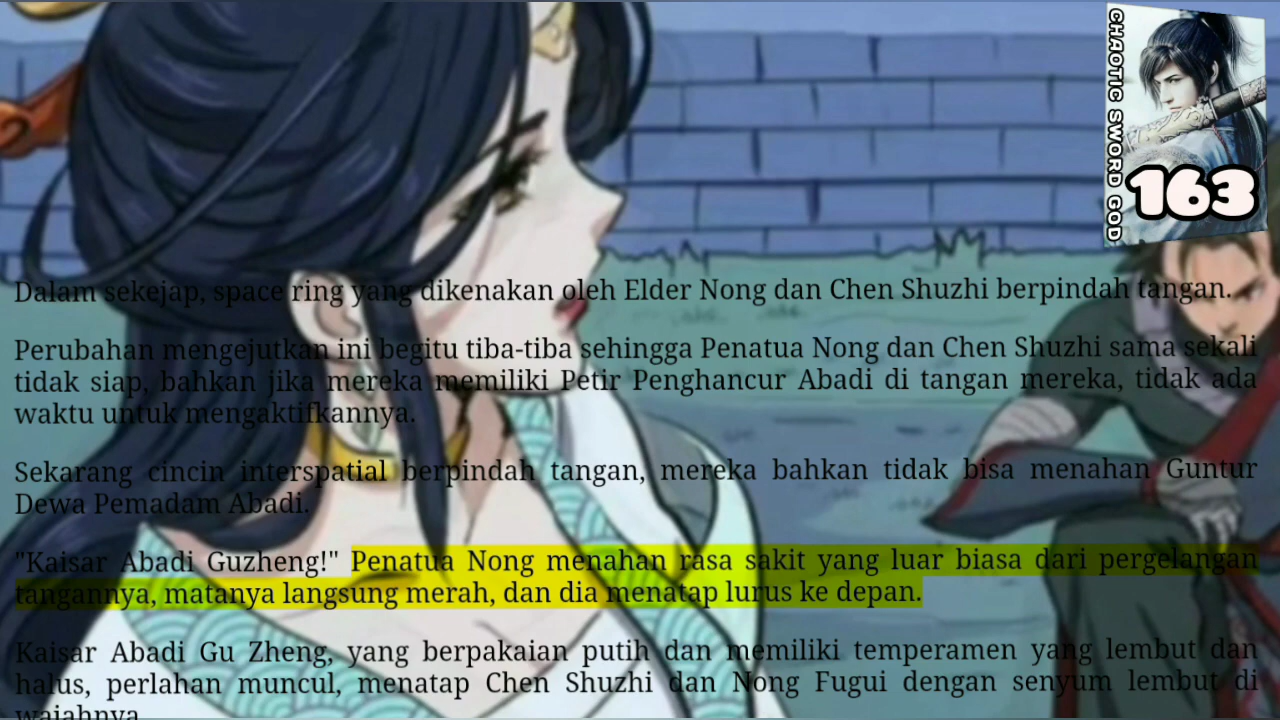 CHAOTIC SWORD GOD
163
Dalam sekejap, space ring yang dikenakan oleh Elder Nong dan Chen Shuzhi berpindah tangan.
Perubahan mengejutkan ini begitu tiba-tiba sehingga Penatua Nong dan Chen Shuzhi sama sekali
tidak siap, bahkan jika mereka memiliki Petir Penghancur Abadi di tangan mereka, tidak ada
waktu untuk mengaktifkannya.
Sekarang cincin interspatial berpindah tangan, mereka bahkan tidak bisa menahan Guntur
Dewa Pemadam Abadi.
"Kaisar Abadi Guzheng!" Penatua Nong menahan rasa sakit yang luar biasa dari pergelangan
tangannya, matanya langsung merah, dan dia menatap lurus ke depan.
Kaisar Abadi Gu Zheng, yang berpakaian putih dan memiliki temperamen yang lembut dan
halus, perlahan muncul, menatap Chen Shuzhi dan Nong Fugui dengan senyum lembut di
wajahnya.